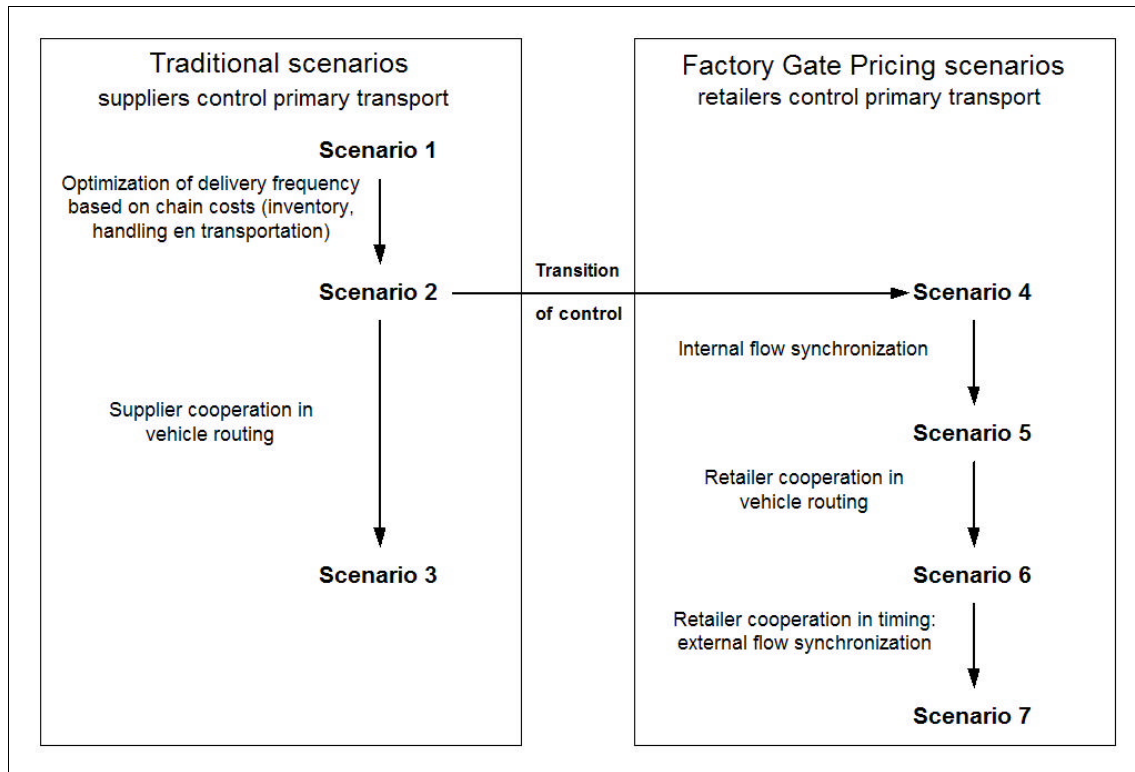 Traditional scenarios
suppliers control primary transport
Scenario 1
Optimization of delivery frequency
based on chain costs (inventory,
handling en transportation)
Scenario 2
Supplier cooperation in
vehicle routing
Scenario 3
Transition
of control
Factory Gate Pricing scenarios
retailers control primary transport
Scenario 4
Internal flow synchronization
Scenario 5
Retailer cooperation in
vehicle routing
Scenario 6
Retailer cooperation in timing:
external flow synchronization
Scenario 7